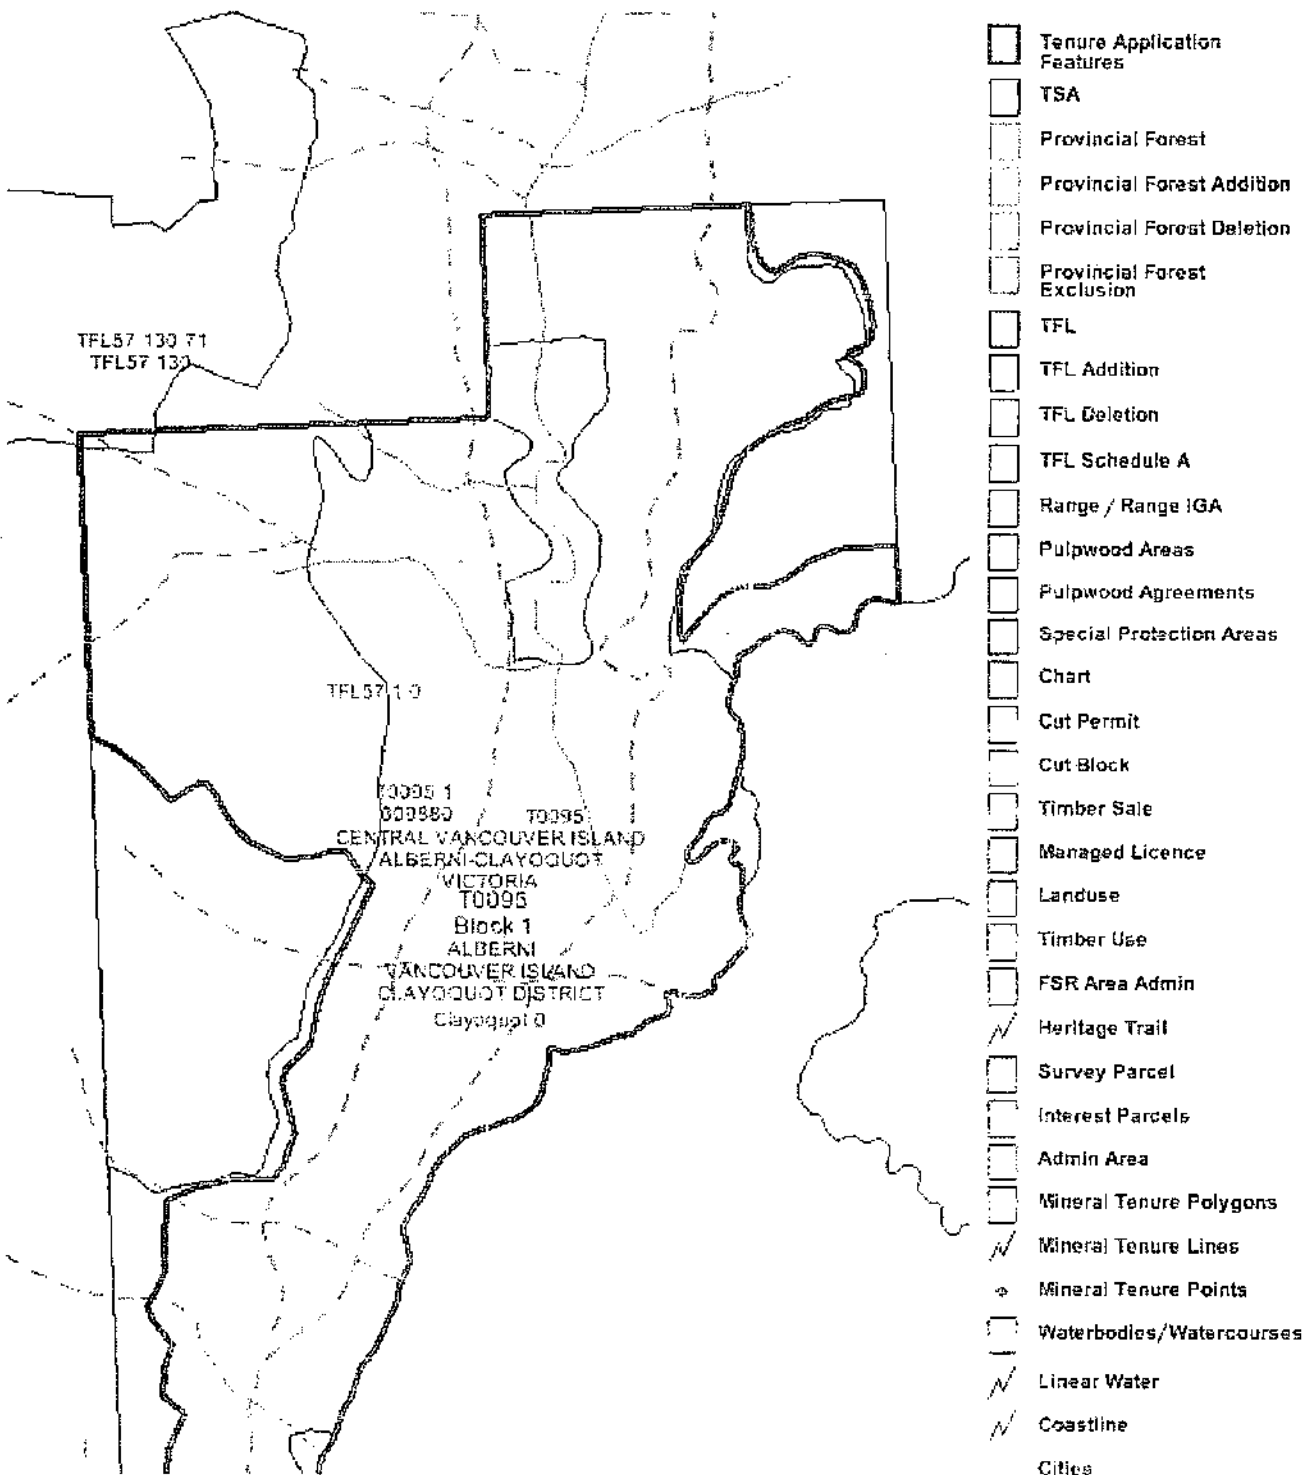 TFL57 130 71
TFL57 130
TFL57 1 0
T0095 1
T0095
CENTRAL VANCOUVER ISLAND
ALBERNI-CLAYOQUOT
VICTORIA
T0095
Block 1
ALBERNI
VANCOUVER ISLAND
CLAYOQUOT DISTRICT
Clayoquot 0
Tenure Application
Features
TSA
Provincial Forest
Provincial Forest Addition
Provincial Forest Deletion
Provincial Forest
Exclusion
TFL
TFL Addition
TFL Deletion
TFL Schedule A
Range / Range IGA
Pulpwood Areas
Pulpwood Agreements
Special Protection Areas
Chart
Cut Permit
Cut Block
Timber Sale
Managed Licence
Landuse
Timber Use
FSR Area Admin
Heritage Trail
Survey Parcel
Interest Parcels
Admin Area
Mineral Tenure Polygons
Mineral Tenure Lines
Mineral Tenure Points
Waterbodies/Watercourses
Linear Water
Coastline
Cities